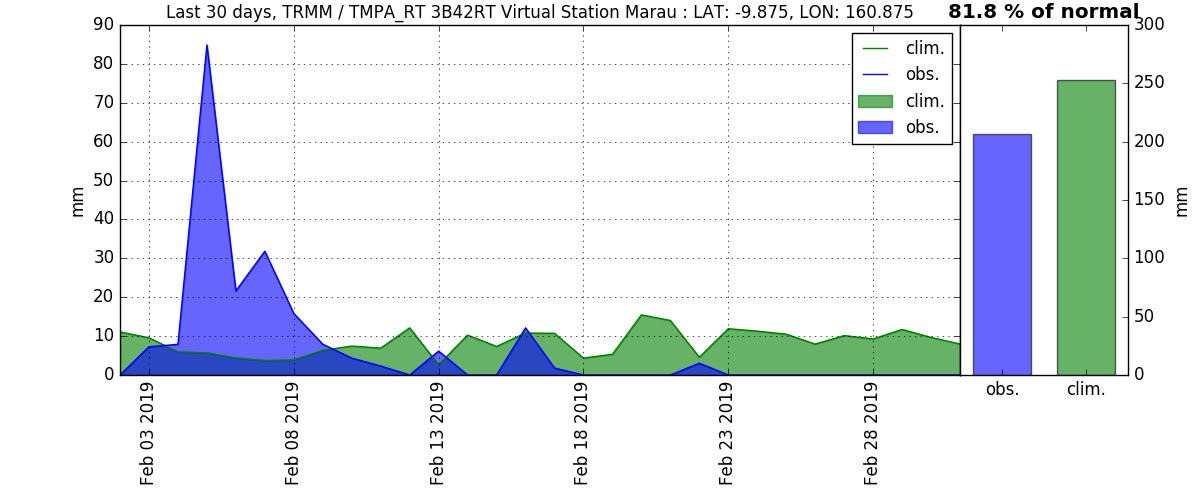 Last 30 days, TRMM / TMPA_RT 3B42RT Virtual Station Marau : LAT: -9.875, LON: 160.875
81.8 % of normal
90
80
70
60
50
40
30
20
10
0
mm
clim.
obs.
clim.
obs.
Feb 03 2019
Feb 08 2019
Feb 13 2019
Feb 18 2019
Feb 23 2019
Feb 28 2019
300
250
200
150
100
50
0
mm
obs.
clim.